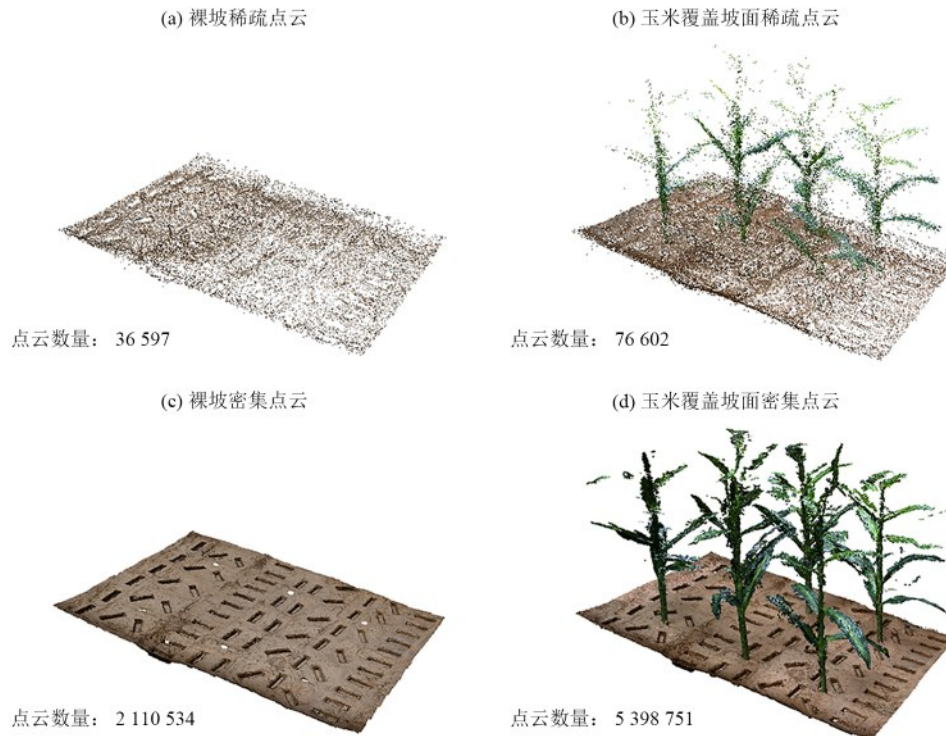 (a) 裸坡稀疏点云
(b) 玉米覆盖坡面稀疏点云
点云数量： 36 597
点云数量： 76 602
(c) 裸坡密集点云
(d) 玉米覆盖坡面密集点云
点云数量： 2 110 534
点云数量： 5 398 751